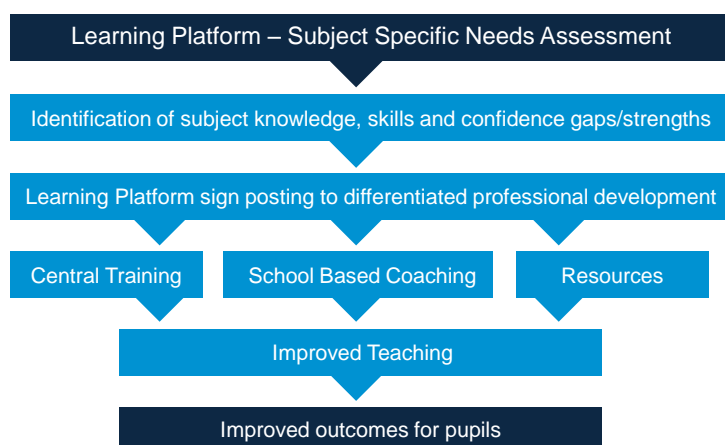 Learning Platform – Subject Specific Needs Assessment
Identification of subject knowledge, skills and confidence gaps/strengths
Learning Platform sign posting to differentiated professional development
Central Training
School Based Coaching
Resources
Improved Teaching
Improved outcomes for pupils